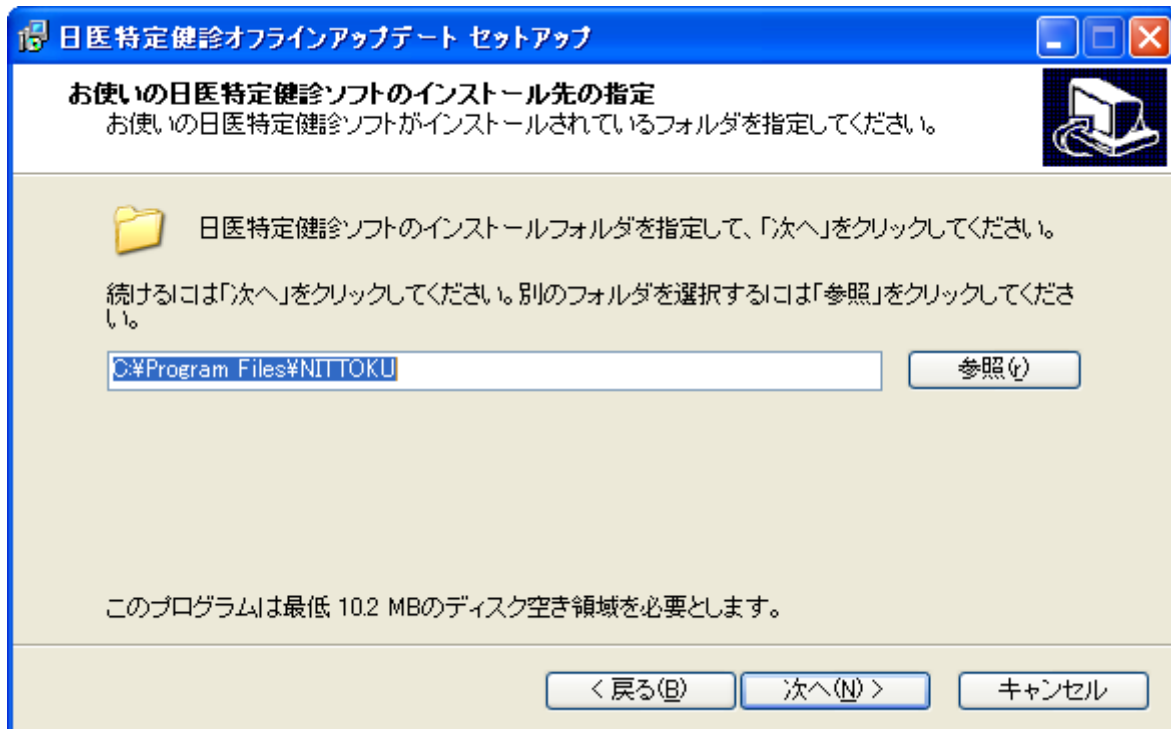 日医特定健診オフラインアップデート セットアップ
お使いの日医特定健診ソフトのインストール先の指定
お使いの日医特定健診ソフトがインストールされているフォルダを指定してください。
日医特定健診ソフトのインストールフォルダを指定して、「次へ」をクリックしてください。
続けるには「次へ」をクリックしてください。別のフォルダを選択するには「参照」をクリックしてくださ
い。
C:¥Program Files¥NITTOKU
参照(r)
このプログラムは最低 10.2 MBのディスク空き領域を必要とします。
< 戻る(B)
次へ(N) >
キャンセル